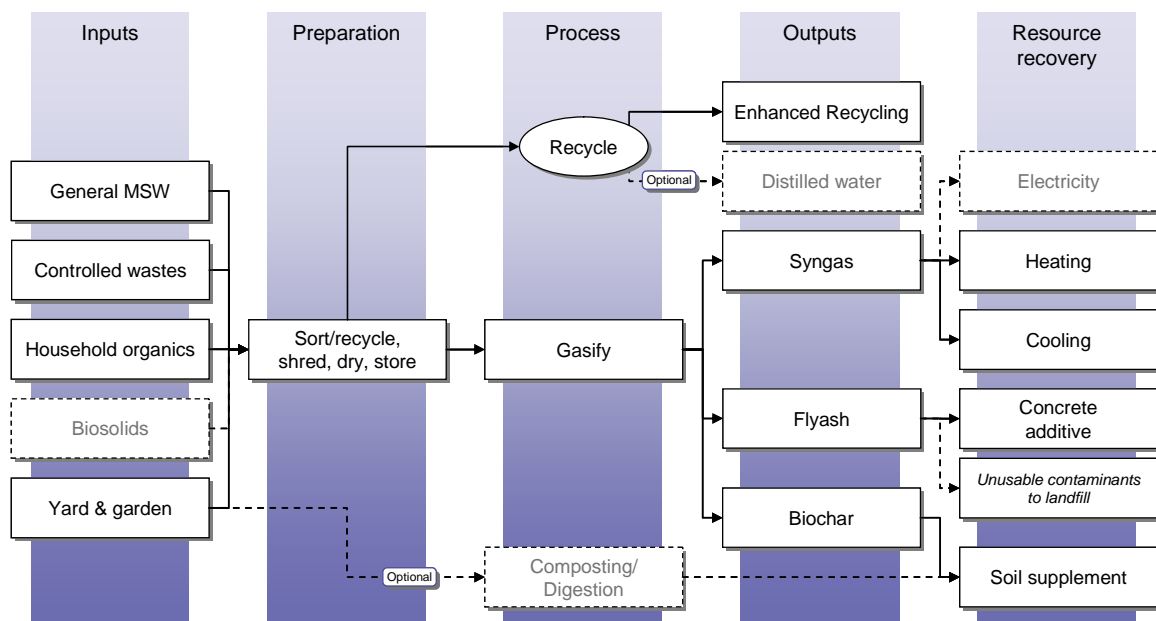 Inputs
Preparation
Process
Outputs
Resource
recovery
General MSW
Controlled wastes
Household organics
Biosolids
Yard & garden
Sort/recycle,
shred, dry, store
Recycle
Optional
Gasify
Optional
Composting/
Digestion
Enhanced Recycling
Distilled water
Syngas
Flyash
Biochar
Electricity
Heating
Cooling
Concrete
additive
Unusable contaminants
to landfill
Soil supplement